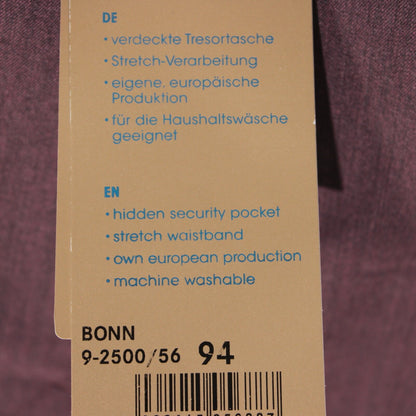 DE
• verdeckte Tresortasche
• Stretch-Verarbeitung
• eigene, europäische
Produktion
• für die Haushaltswäsche
geeignet
EN
• hidden security pocket
• stretch waistband
• own european production
• machine washable
BONN
9-2500/56 94